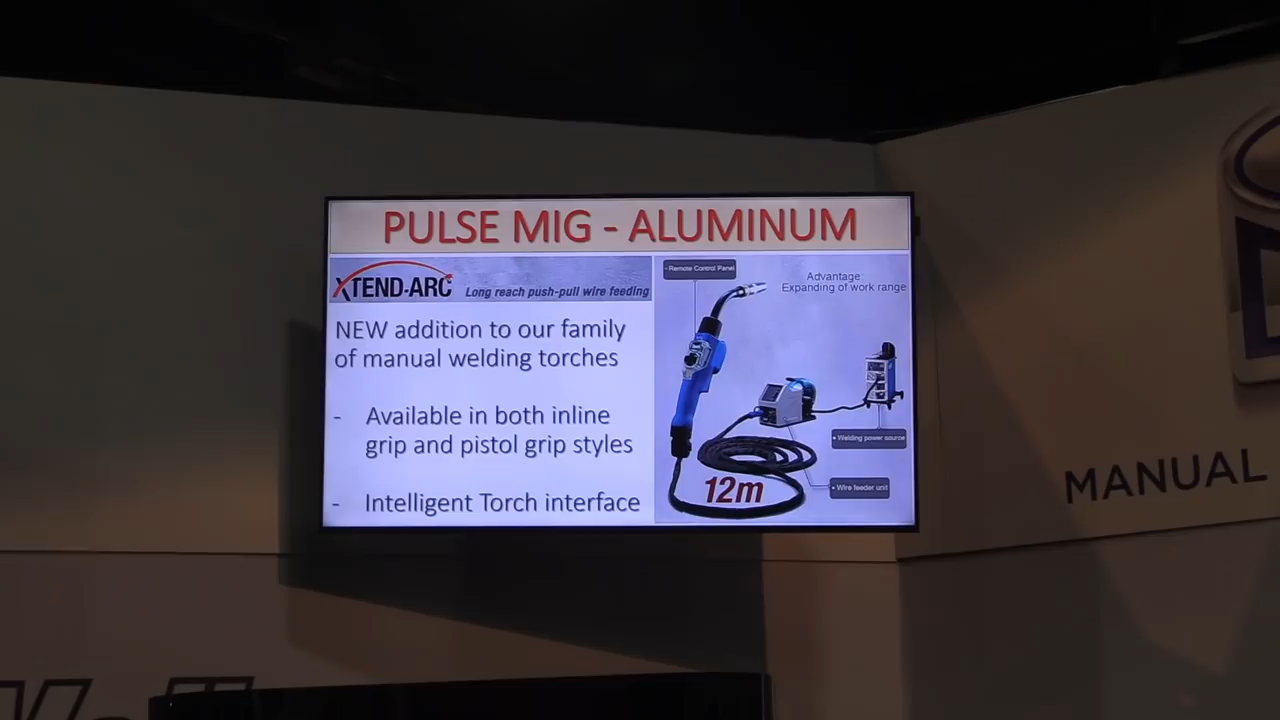 PULSE MIG - ALUMINUM
XTEND-ARC Long reach push-pull wire feeding
NEW addition to our family
of manual welding torches
- Available in both inline
grip and pistol grip styles
- Intelligent Torch interface
• Remote Control Panel
Advantage:
Expanding of work range
• Welding power source
• Wire feeder unit
12m
MANUAL